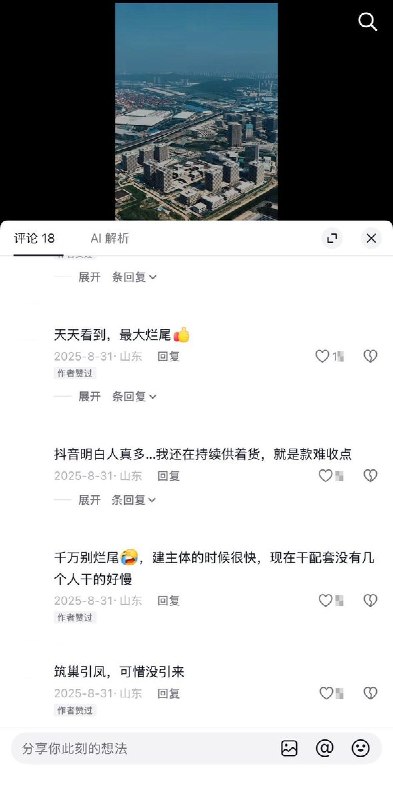 评论 18
AI 解析
展开 条回复
天天看到，最大烂尾👍
2025-8-31·山东 回复
作者赞过
展开 条回复
抖音明白人真多...我还在持续供着货，就是款难收点
2025-8-31·山东 回复
展开 条回复
千万别烂尾🤣，建主体的时候很快，现在干配套没有几
个人干的好慢
2025-8-31·山东 回复
作者赞过
筑巢引凤，可惜没引来
2025-8-31·山东 回复
作者赞过
分享你此刻的想法